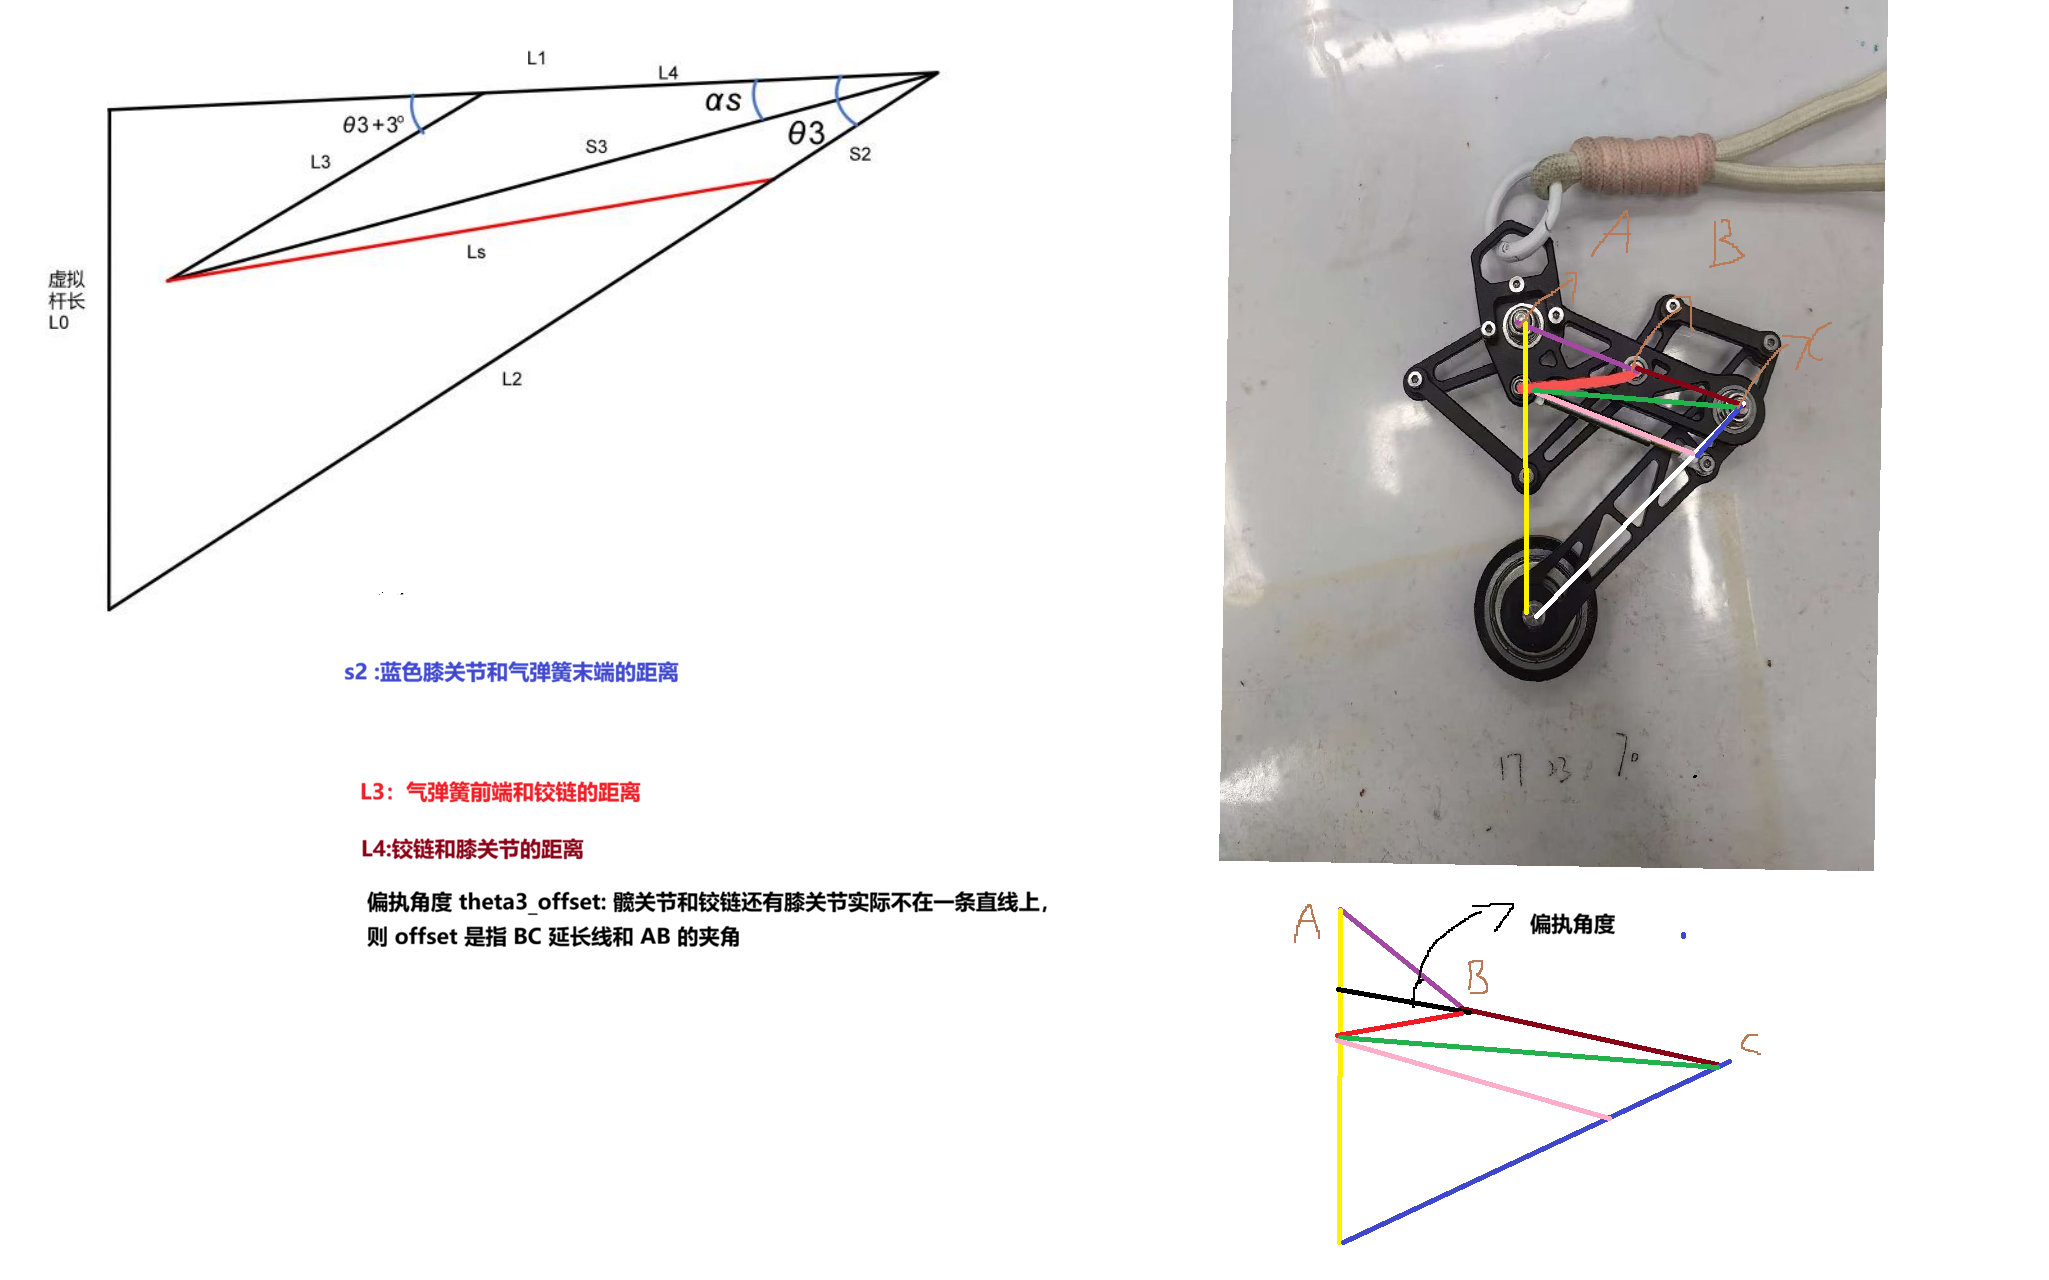 L1
L4
αs
θ3+3°
θ3
S2
L3
S3
Ls
虚拟
杆长
L0
L2
s2 :蓝色膝关节和气弹簧末端的距离
L3：气弹簧前端和铰链的距离
L4:铰链和膝关节的距离
偏执角度 theta3_offset: 髋关节和铰链还有膝关节实际不在一条直线上，
则 offset 是指 BC 延长线和 AB 的夹角
A
B
C
17 23 :
A
偏执角度
B
C